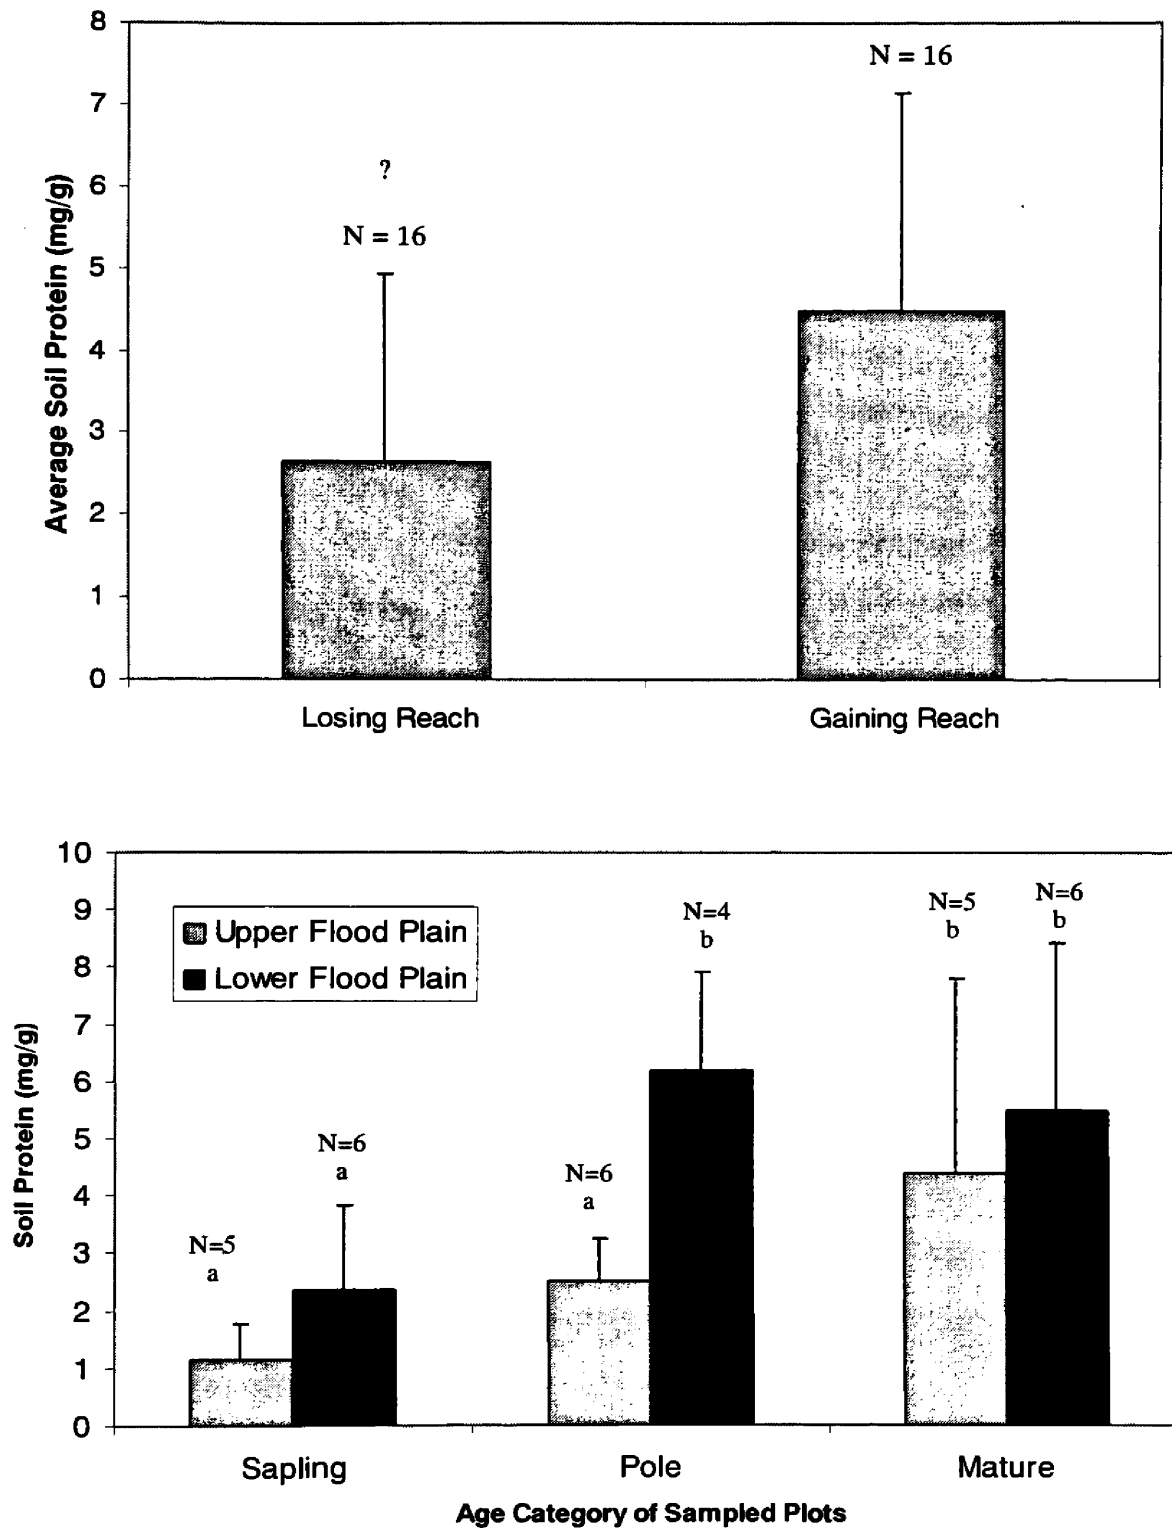 8
7
6
5
4
3
2
1
0
Average Soil Protein (mg/g)
?
N = 16
N = 16
Losing Reach
Gaining Reach
10
9
8
7
6
5
4
3
2
1
0
Soil Protein (mg/g)
Upper Flood Plain
Lower Flood Plain
N=5
a
N=6
a
N=6
a
N=4
b
N=5
b
N=6
b
Sapling
Pole
Mature
Age Category of Sampled Plots